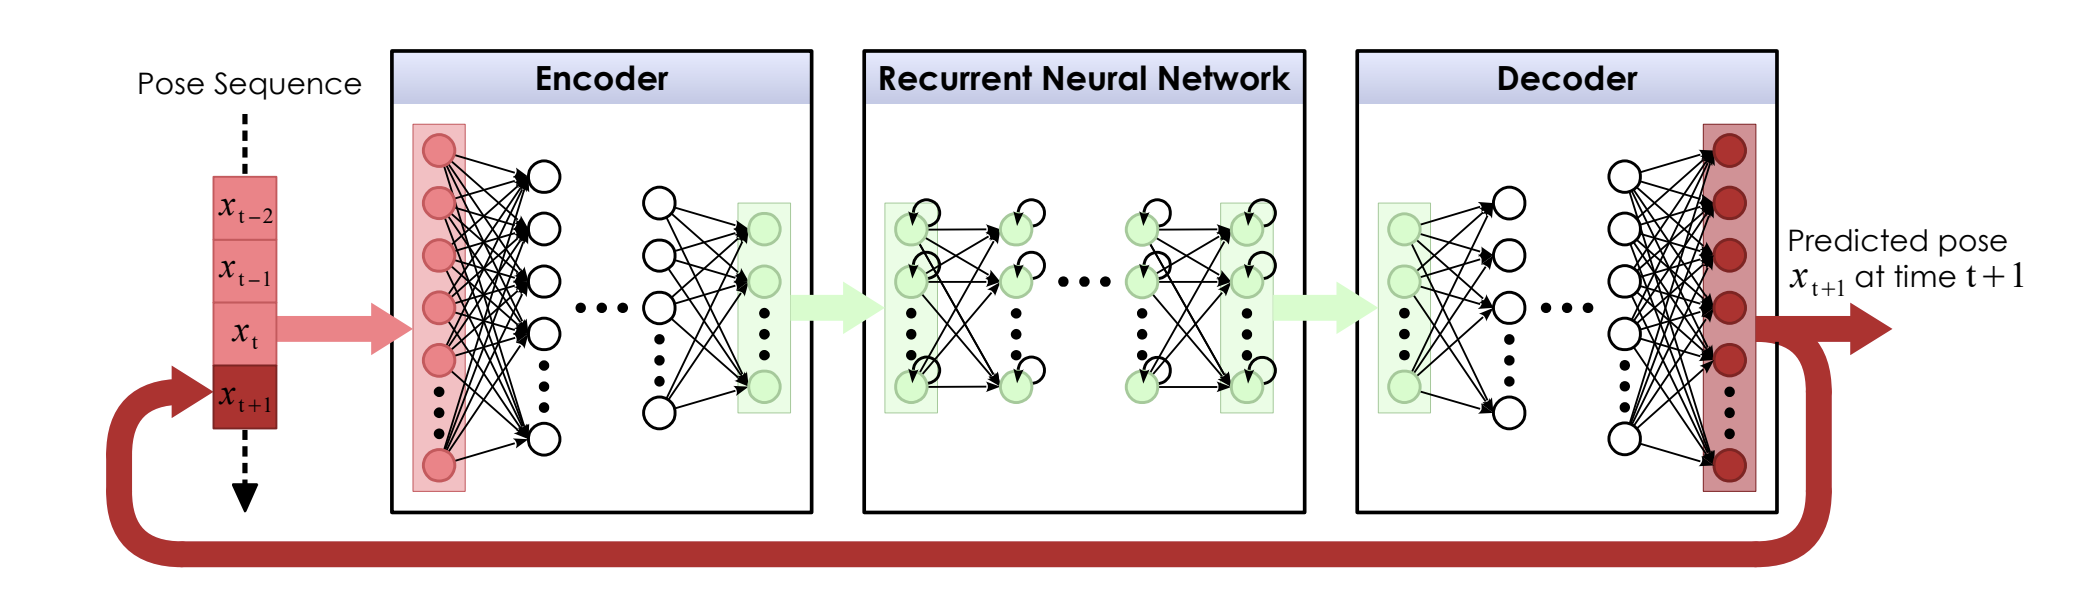 Pose Sequence
Encoder
Recurrent Neural Network
Decoder
x_{t-2}
x_{t-1}
x_t
x_{t+1}
Predicted pose
x_{t+1} at time t+1